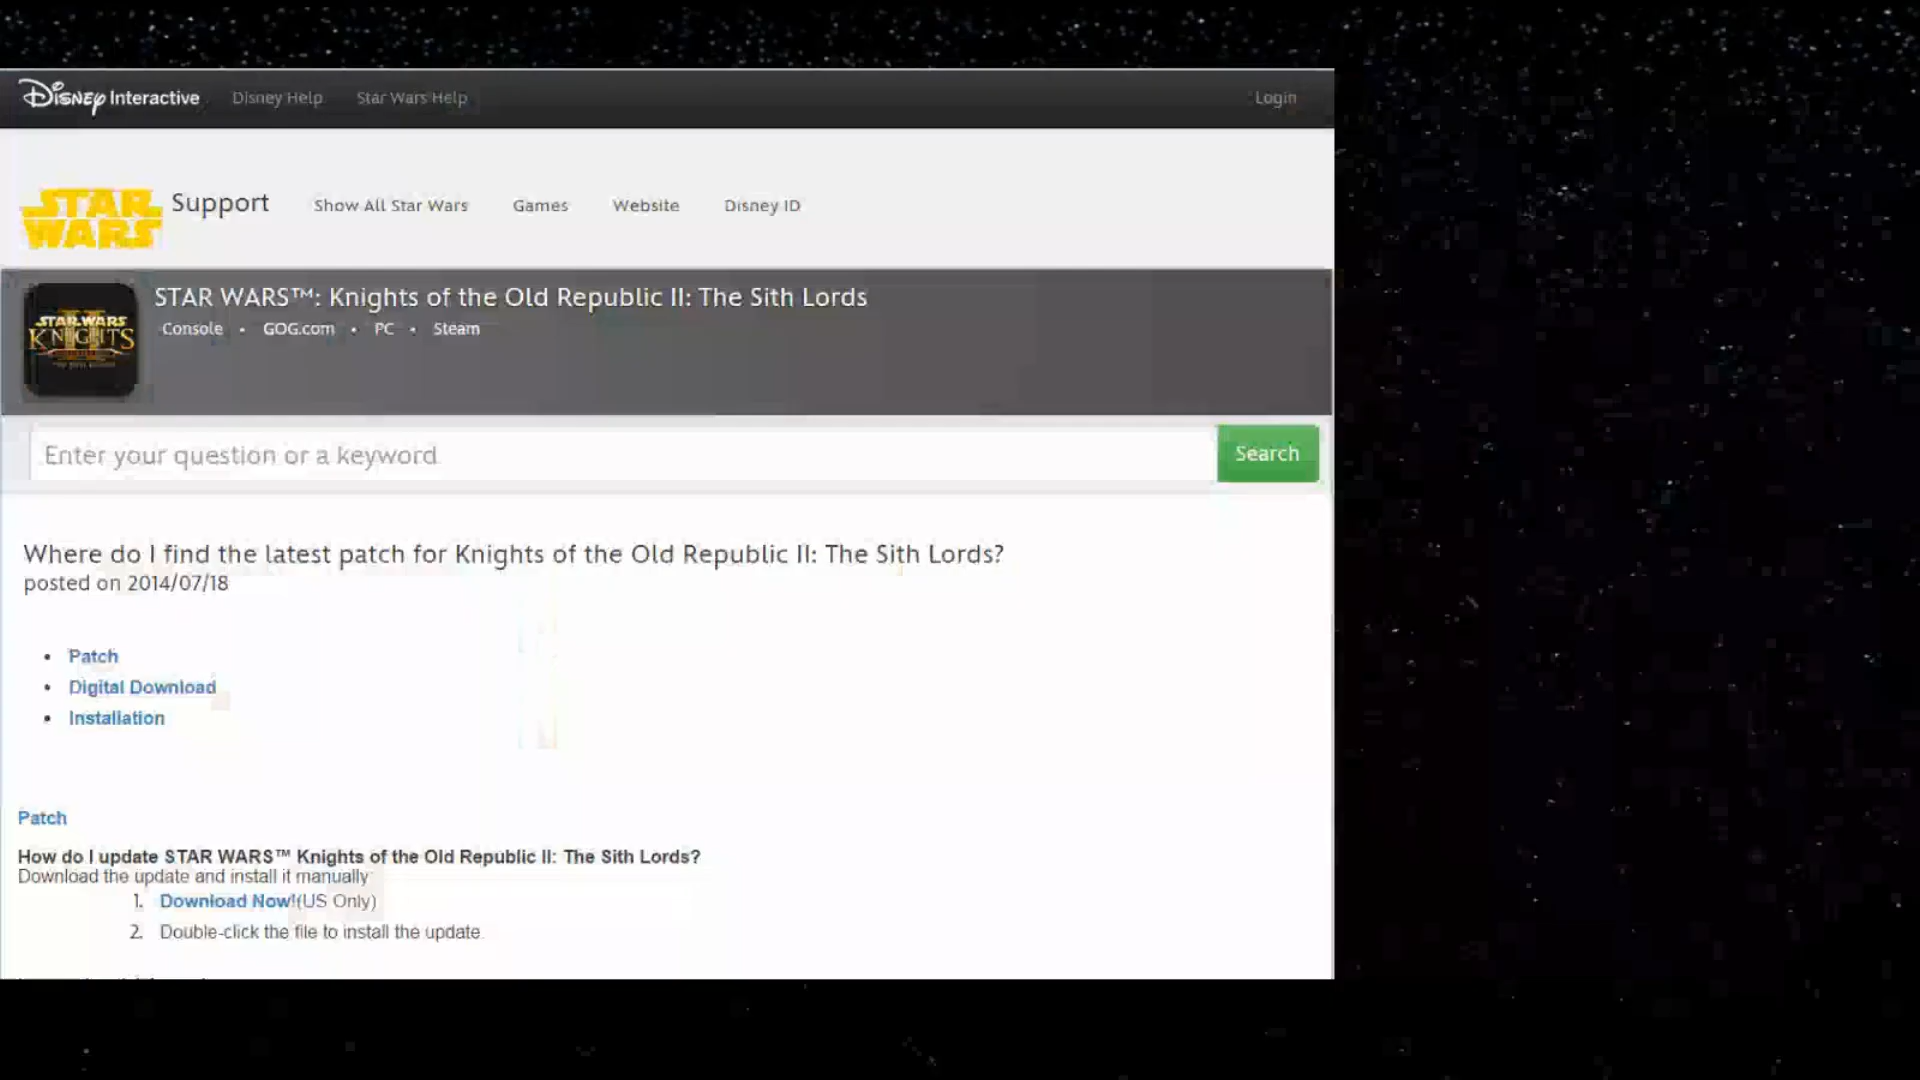 Disney Interactive Disney Help Star Wars Help Login
STAR WARS Support Show All Star Wars Games Website Disney ID
STAR WARS™: Knights of the Old Republic II: The Sith Lords
Console • GOG.com • PC • Steam
STAR WARS
KNIGHTS
Enter your question or a keyword Search
Where do I find the latest patch for Knights of the Old Republic II: The Sith Lords?
posted on 2014/07/18
• Patch
• Digital Download
• Installation
Patch
How do I update STAR WARS™ Knights of the Old Republic II: The Sith Lords?
Download the update and install it manually
1. Download Now!(US Only)
2. Double-click the file to install the update.